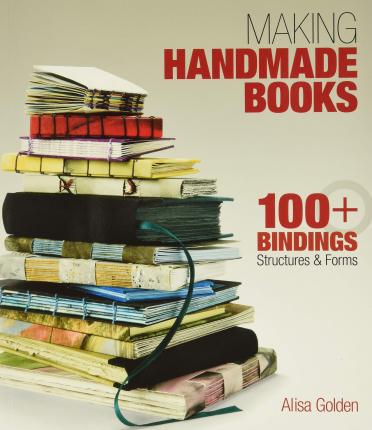 MAKING
HANDMADE
BOOKS
100+
BINDINGS
Structures & Forms
Alisa Golden